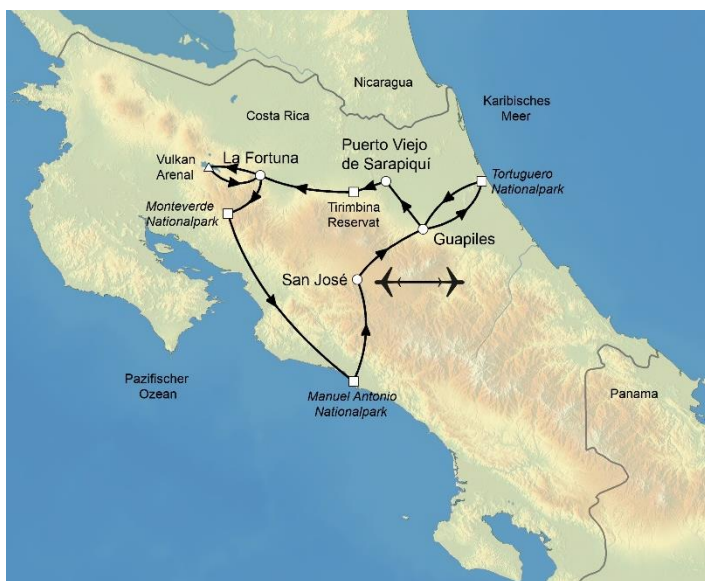 Nicaragua
Karibisches
Meer
Costa Rica
Puerto Viejo
de Sarapiquí
La Fortuna
Vulkan
Arenal
Tortuguero
Nationalpark
Monteverde
Nationalpark
Tirimbina
Reservat
Guapiles
San José
Pazifischer
Ozean
Manuel Antonio
Nationalpark
Panama